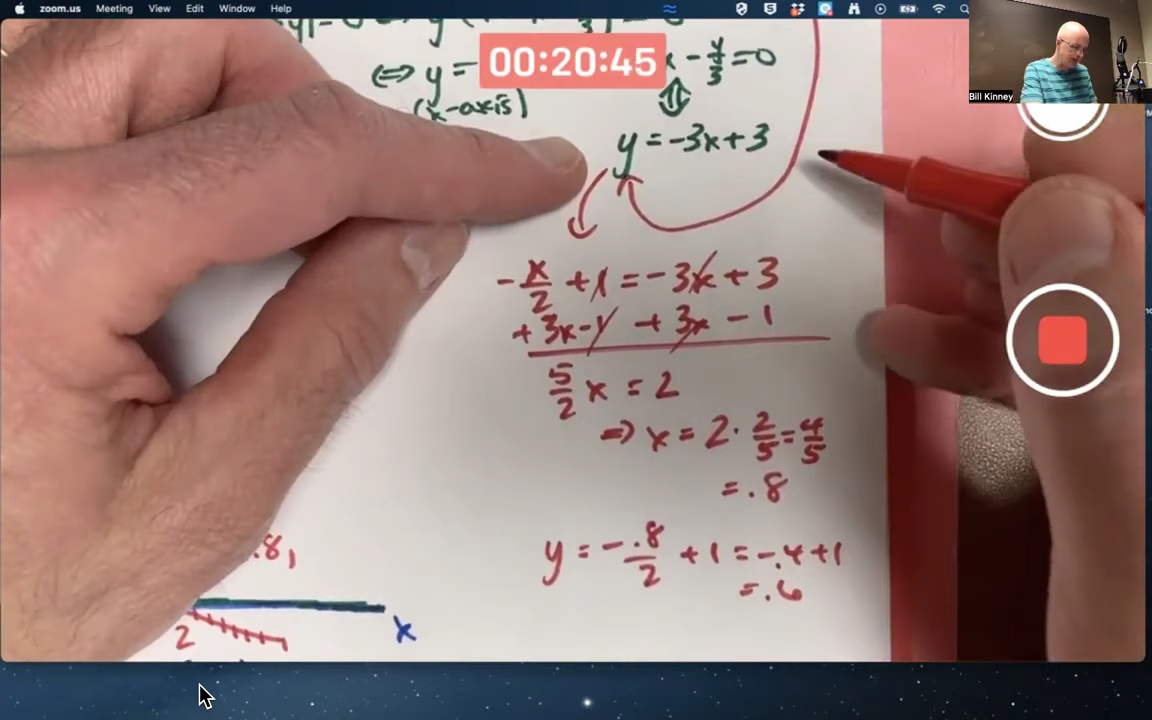 zoom.us Meeting View Edit Window Help
00:20:45
Bill Kinney
⇔ y =
x - y/3 = 0
(x-axis)
⇕
y = -3x + 3
-x/2 + 1 = -3x + 3
+ 3x - 1 + 3x - 1
5/2 x = 2
⇒ x = 2 · 2/5 = 4/5
= .8
y = -.8/2 + 1 = -.4 + 1
= .6
.8,
2
x